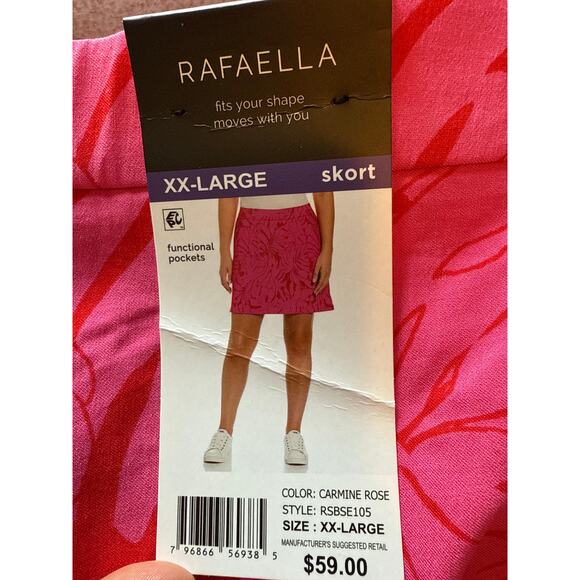 RAFAELLA
fits your shape
moves with you
XX-LARGE skort
functional
pockets
COLOR: CARMINE ROSE
STYLE: RSBSE105
SIZE : XX-LARGE
MANUFACTURER'S SUGGESTED RETAIL
$59.00
7 96866 56938 5